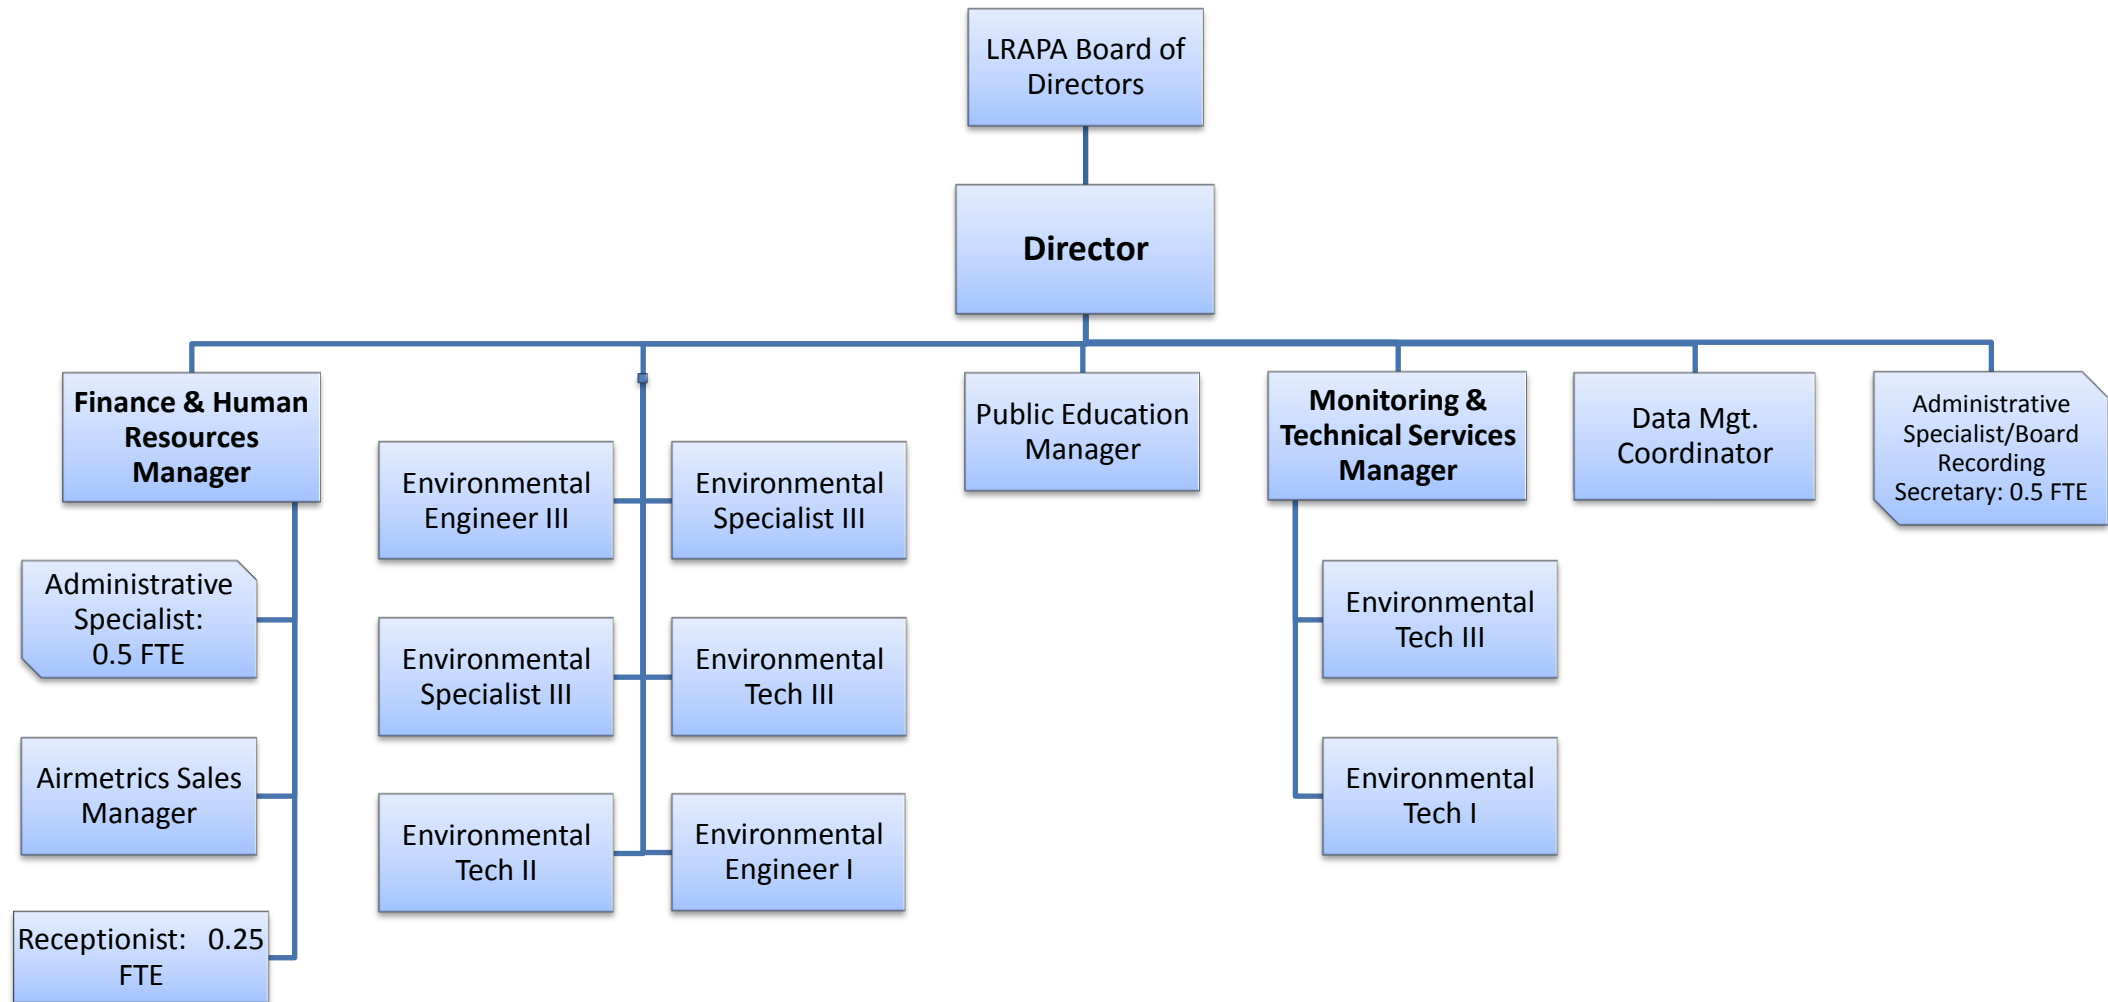 LRAPA Board of
Directors
Director
Finance & Human
Resources
Manager
Administrative
Specialist:
0.5 FTE
Airmetrics Sales
Manager
Receptionist: 0.25
FTE
Environmental
Engineer III
Environmental
Specialist III
Environmental
Specialist III
Environmental
Tech III
Environmental
Tech II
Environmental
Engineer I
Public Education
Manager
Monitoring &
Technical Services
Manager
Environmental
Tech III
Environmental
Tech I
Data Mgt.
Coordinator
Administrative
Specialist/Board
Recording
Secretary: 0.5 FTE